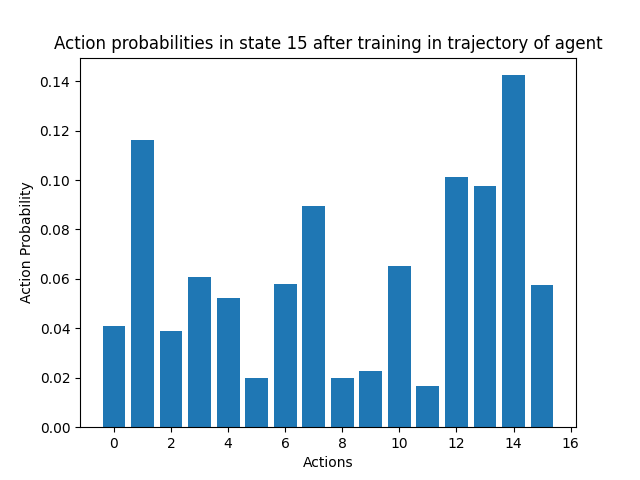 Action probabilities in state 15 after training in trajectory of agent
0.14
0.12
0.10
0.08
0.06
0.04
0.02
0.00
Action Probability
0 2 4 6 8 10 12 14 16
Actions